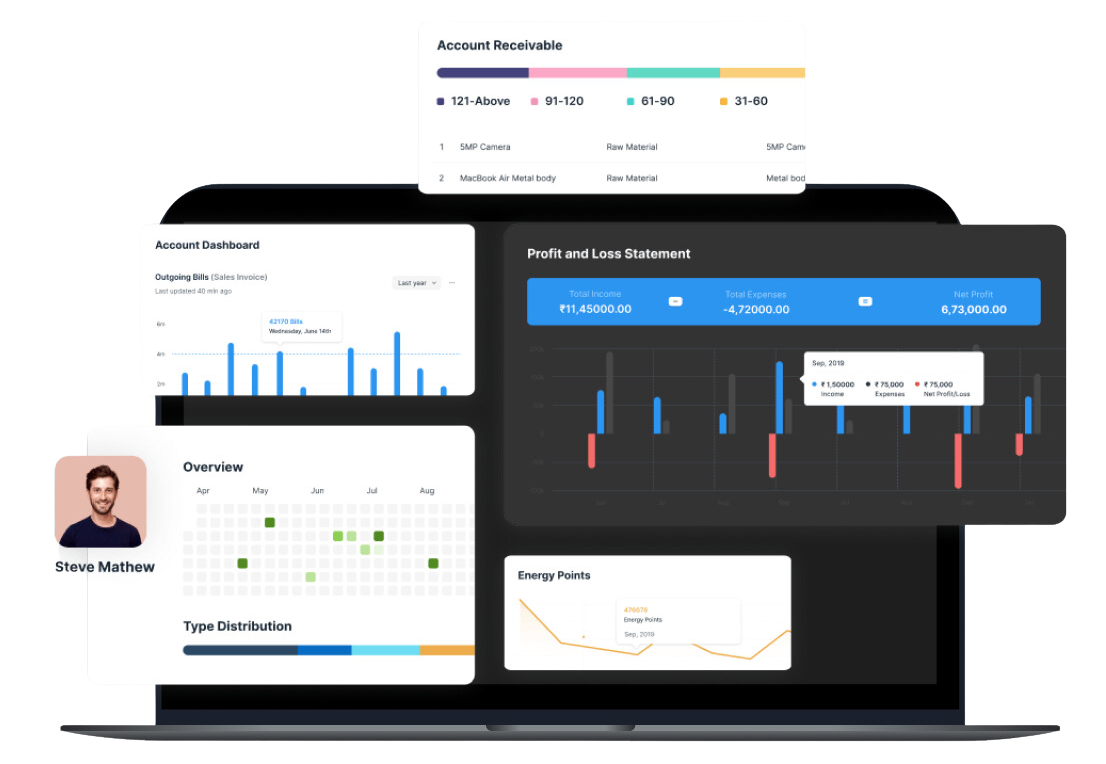 Account Receivable
121-Above 91-120 61-90 31-60
1 5MP Camera Raw Material 5MP Cam
2 MacBook Air Metal body Raw Material Metal bod
Account Dashboard
Outgoing Bills (Sales Invoice)
Last updated 40 min ago
Last year
42170 Bills
Wednesday, June 14th
6m
4m
2m
Profit and Loss Statement
Total Income Total Expenses Net Profit
₹11,45000.00 -4,72000.00 6,73,000.00
Sep, 2019
₹ 1,50000 ₹ 75,000 ₹ 75,000
Income Expenses Net Profit/Loss
Overview
Apr May Jun Jul Aug
Steve Mathew
Type Distribution
Energy Points
476678
Energy Points
Sep, 2019